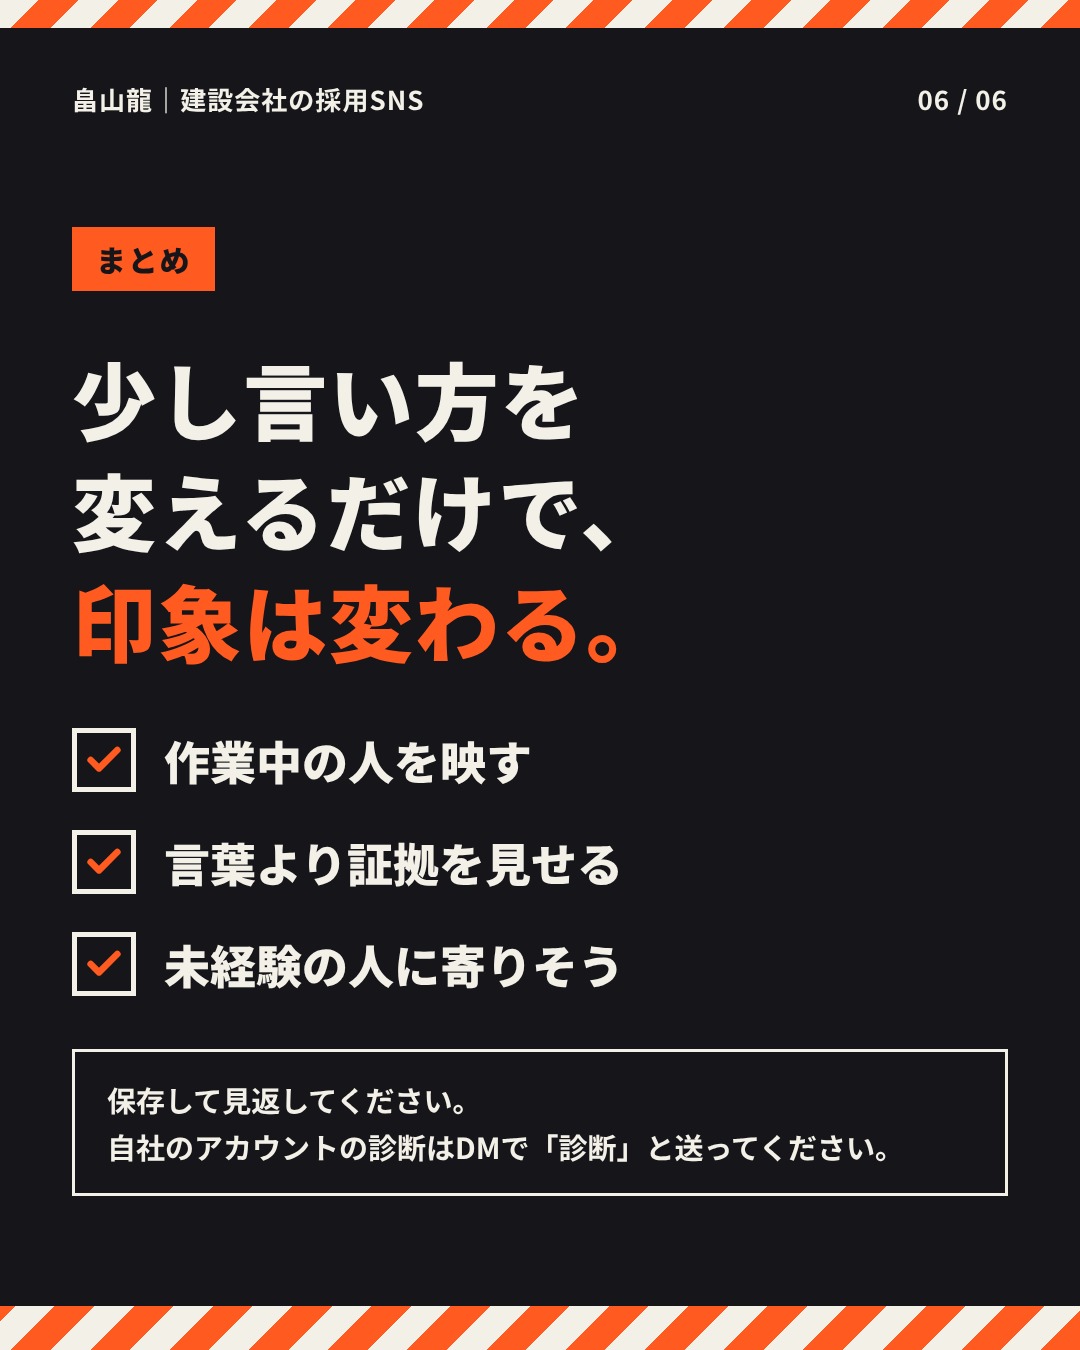 畠山龍｜建設会社の採用SNS
06 / 06
まとめ
少し言い方を
変えるだけで、
印象は変わる。
作業中の人を映す
言葉より証拠を見せる
未経験の人に寄りそう
保存して見返してください。
自社のアカウントの診断はDMで「診断」と送ってください。